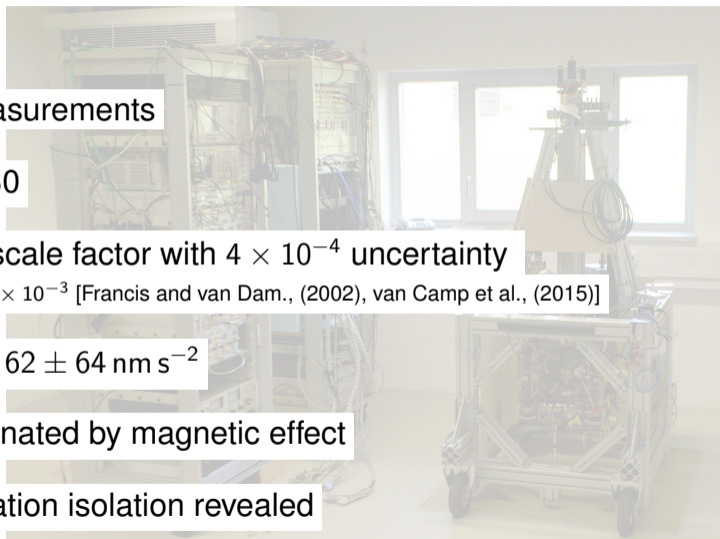 asurements
0
scale factor with 4 × 10⁻⁴ uncertainty
× 10⁻³ [Francis and van Dam., (2002), van Camp et al., (2015)]
62 ± 64 nm s⁻²
nated by magnetic effect
ation isolation revealed